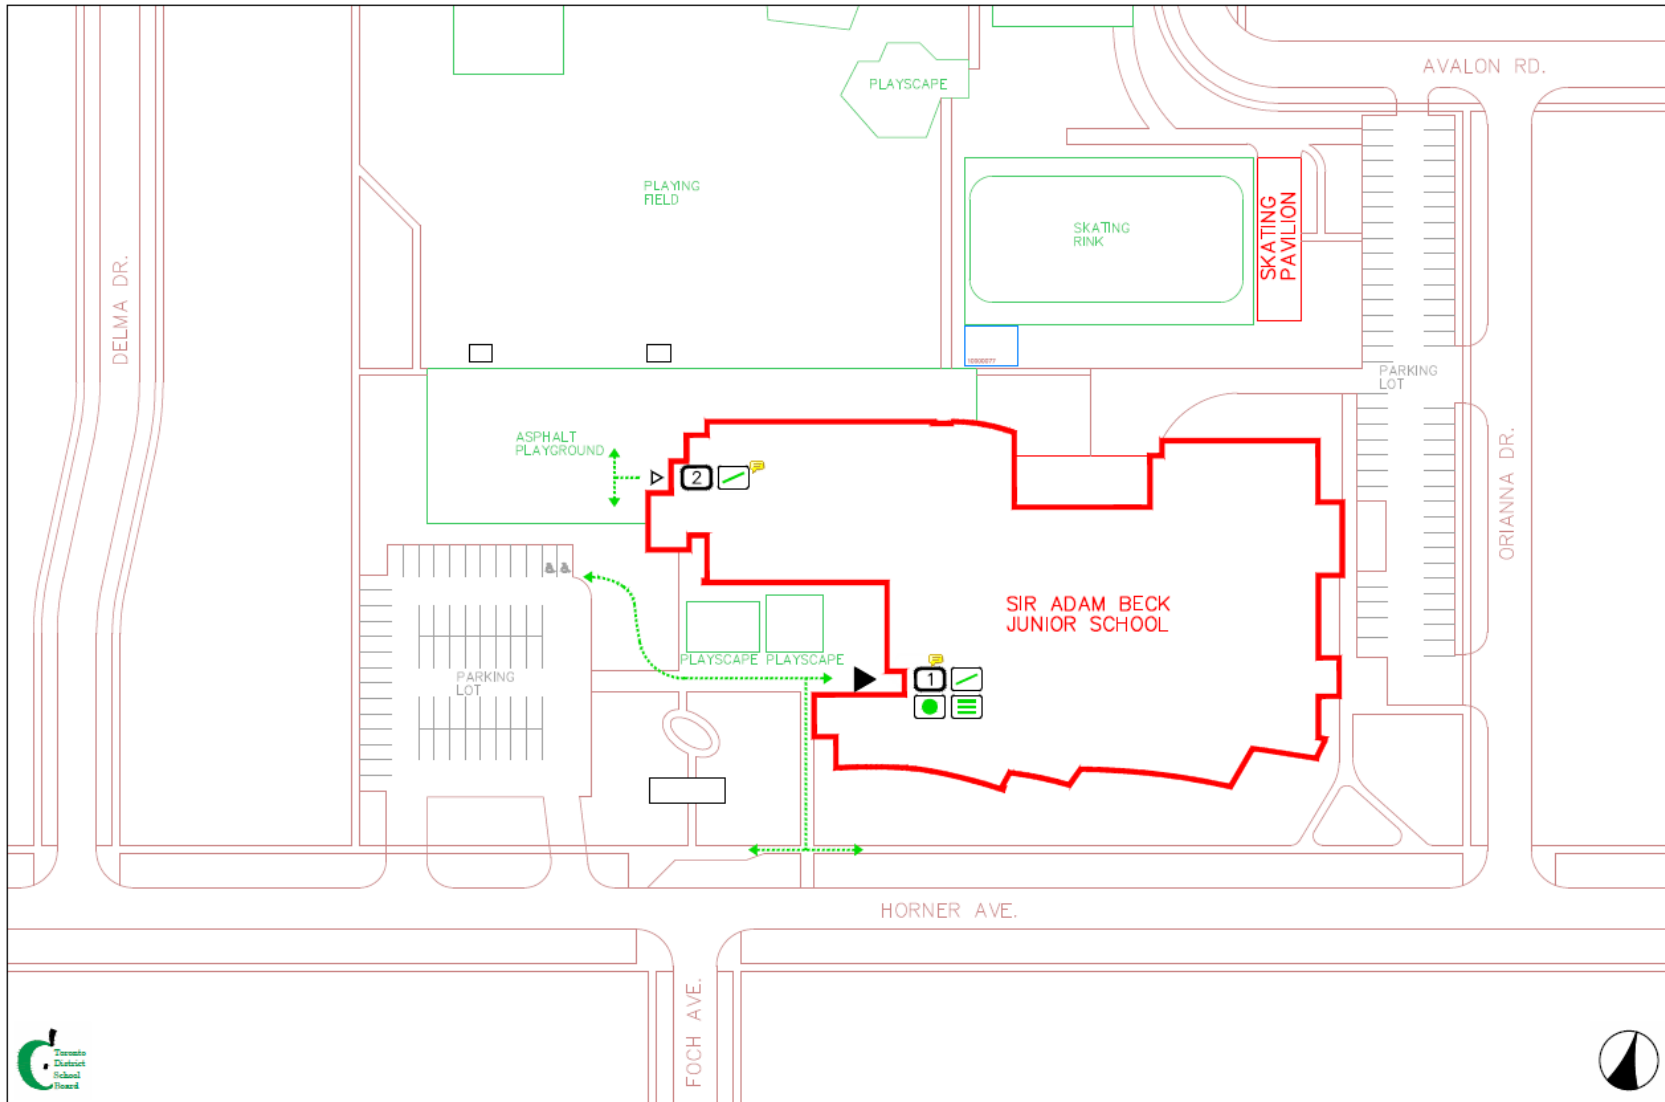 AVALON RD.
PLAYSCAPE
PLAYING
FIELD
SKATING
RINK
SKATING
PAVILION
DELMA DR.
10900077
PARKING
LOT
ASPHALT
PLAYGROUND
2
ORIANNA DR.
SIR ADAM BECK
JUNIOR SCHOOL
PLAYSCAPE PLAYSCAPE
PARKING
LOT
1
HORNER AVE.
FOCH AVE.
Toronto
District
School
Board